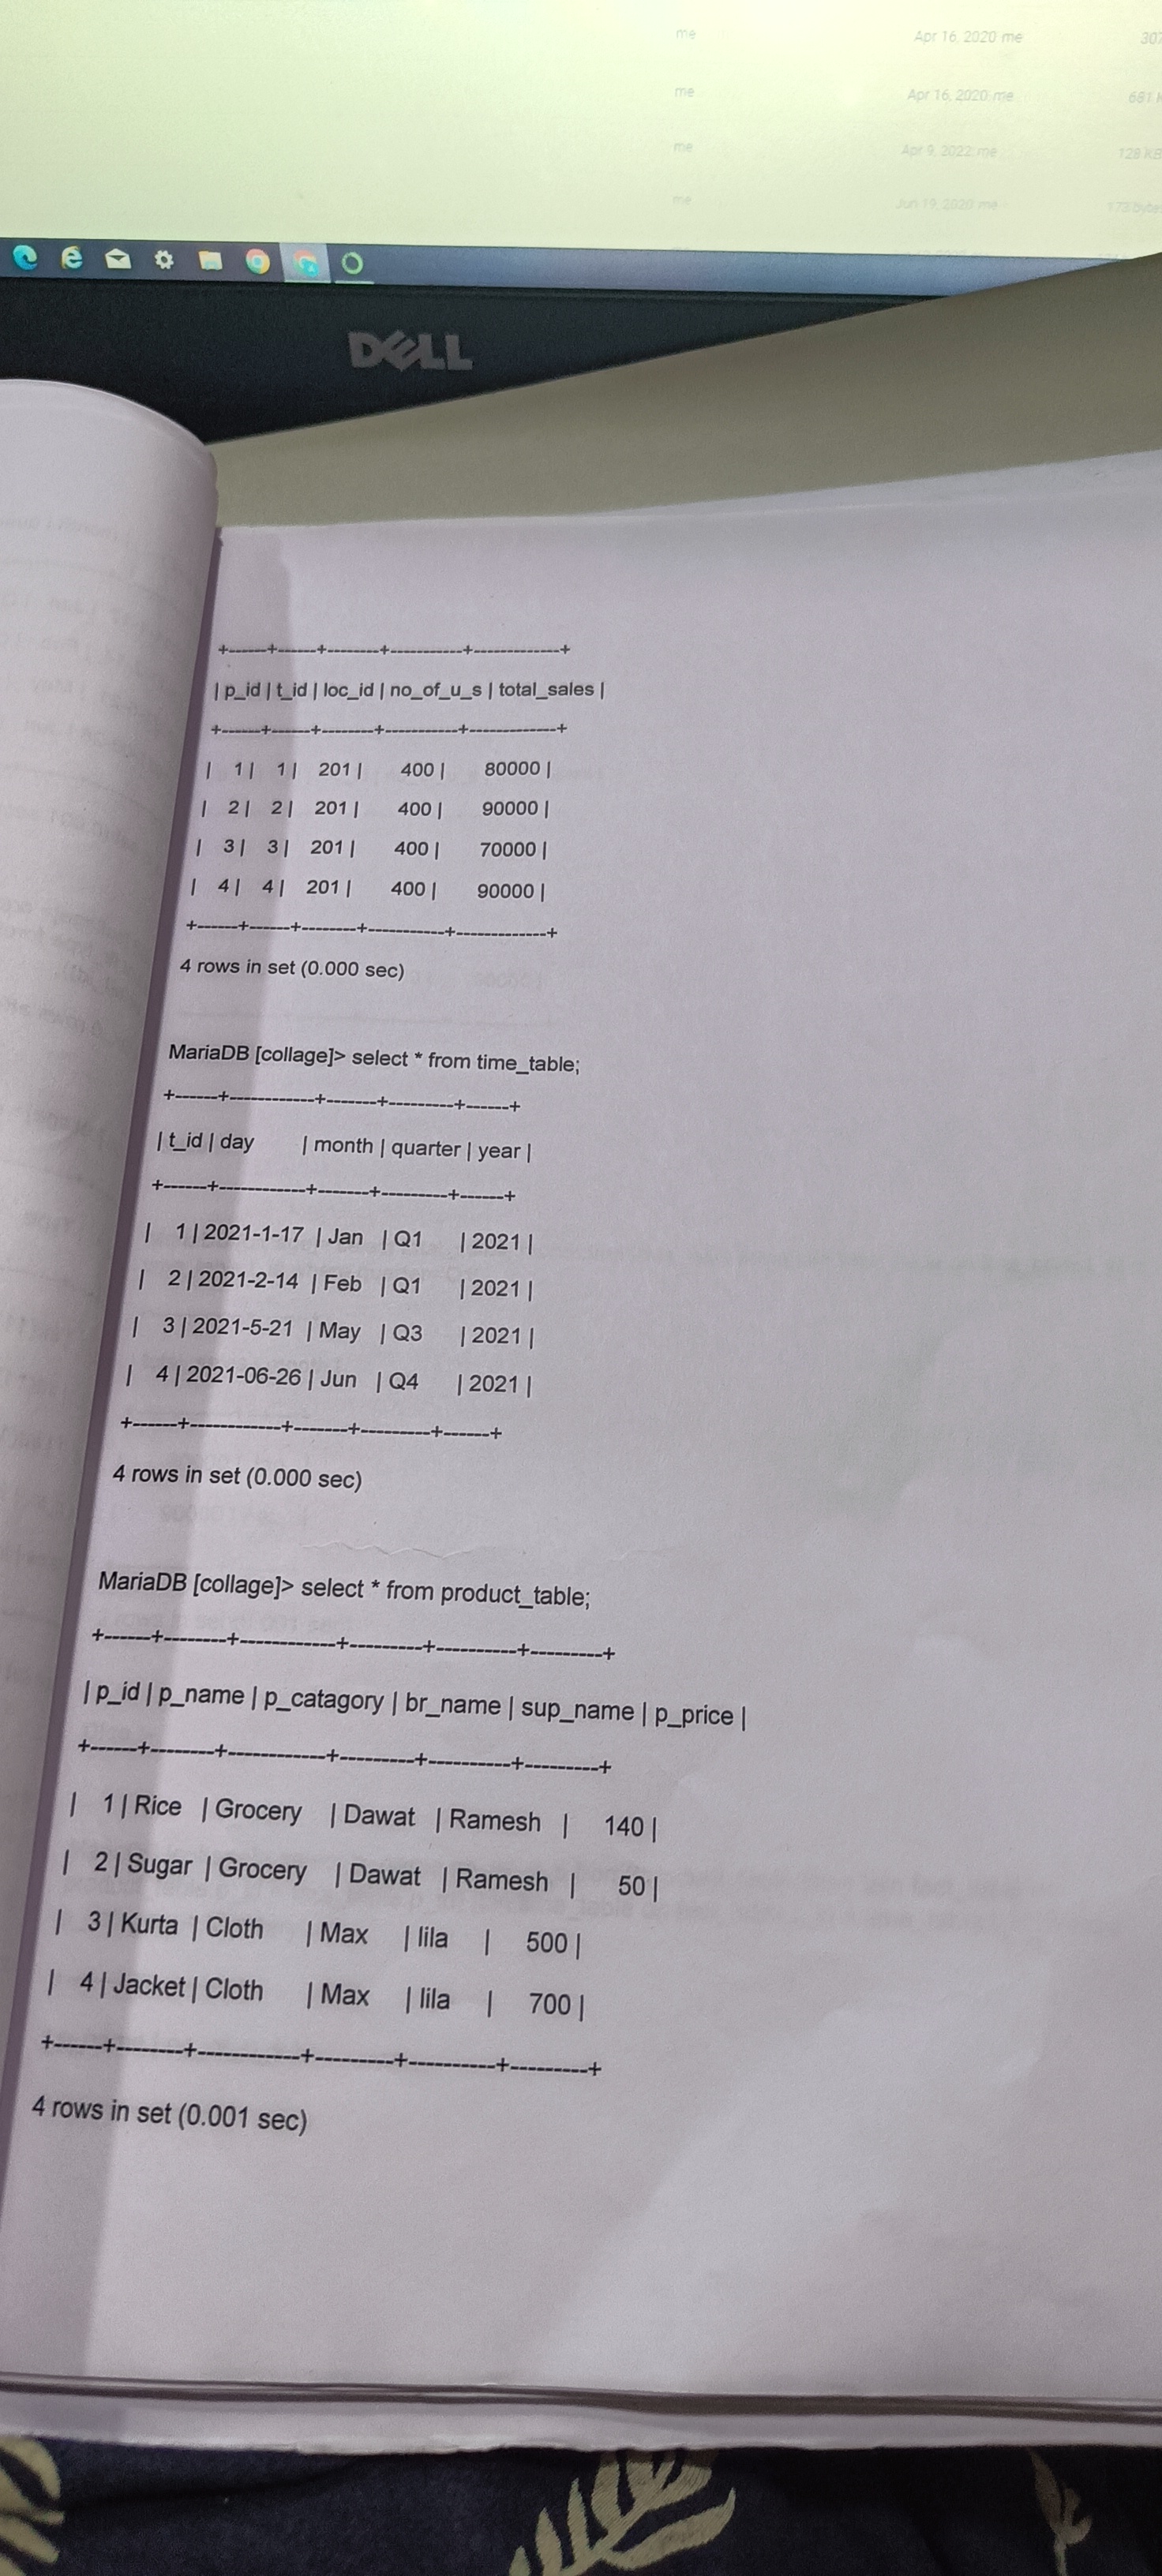 me Apr 16, 2020 me 307
me Apr 16, 2020 me 681 K
me Apr 9, 2022 me 128 KB
me Jun 19, 2020 me 173 bytes
DELL
+------+------+--------+-----------+-------------+
| p_id | t_id | loc_id | no_of_u_s | total_sales |
+------+------+--------+-----------+-------------+
| 1 | 1 | 201 | 400 | 80000 |
| 2 | 2 | 201 | 400 | 90000 |
| 3 | 3 | 201 | 400 | 70000 |
| 4 | 4 | 201 | 400 | 90000 |
+------+------+--------+-----------+-------------+
4 rows in set (0.000 sec)
MariaDB [collage]> select * from time_table;
+------+------------+-------+---------+------+
| t_id | day | month | quarter | year |
+------+------------+-------+---------+------+
| 1 | 2021-1-17 | Jan | Q1 | 2021 |
| 2 | 2021-2-14 | Feb | Q1 | 2021 |
| 3 | 2021-5-21 | May | Q3 | 2021 |
| 4 | 2021-06-26 | Jun | Q4 | 2021 |
+------+------------+-------+---------+------+
4 rows in set (0.000 sec)
MariaDB [collage]> select * from product_table;
+------+--------+------------+---------+----------+---------+
| p_id | p_name | p_catagory | br_name | sup_name | p_price |
+------+--------+------------+---------+----------+---------+
| 1 | Rice | Grocery | Dawat | Ramesh | 140 |
| 2 | Sugar | Grocery | Dawat | Ramesh | 50 |
| 3 | Kurta | Cloth | Max | lila | 500 |
| 4 | Jacket | Cloth | Max | lila | 700 |
+------+--------+------------+---------+----------+---------+
4 rows in set (0.001 sec)